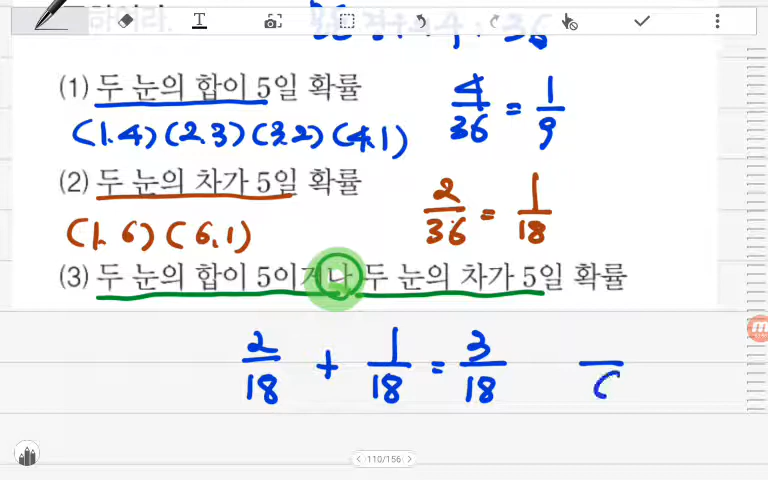 (1) 두 눈의 합이 5일 확률
4/36 = 1/9
(1.4) (2.3) (3.2) (4.1)
(2) 두 눈의 차가 5일 확률
2/36 = 1/18
(1.6) (6.1)
(3) 두 눈의 합이 5이거나 두 눈의 차가 5일 확률
2/18 + 1/18 = 3/18
110/156